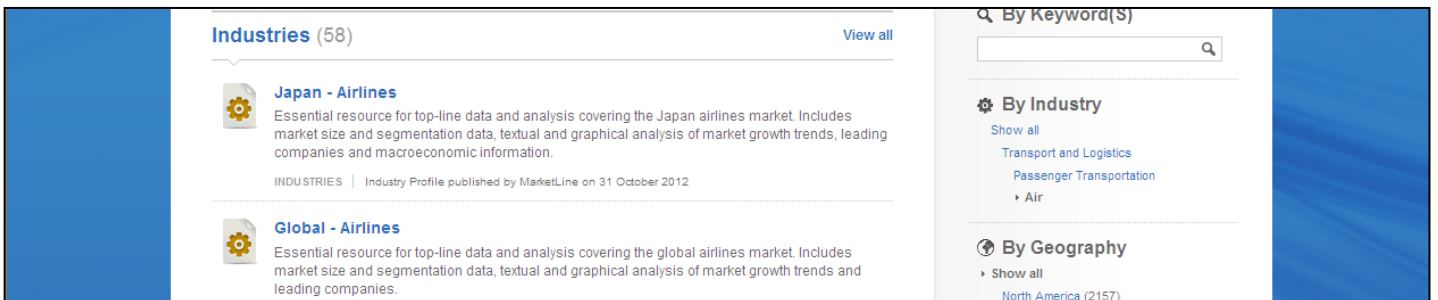 Industries (58)
View all
Japan - Airlines
Essential resource for top-line data and analysis covering the Japan airlines market. Includes
market size and segmentation data, textual and graphical analysis of market growth trends, leading
companies and macroeconomic information.
INDUSTRIES | Industry Profile published by MarketLine on 31 October 2012
Global - Airlines
Essential resource for top-line data and analysis covering the global airlines market. Includes
market size and segmentation data, textual and graphical analysis of market growth trends and
leading companies.
By Keyword(S)
By Industry
Show all
Transport and Logistics
Passenger Transportation
Air
By Geography
Show all
North America (2157)